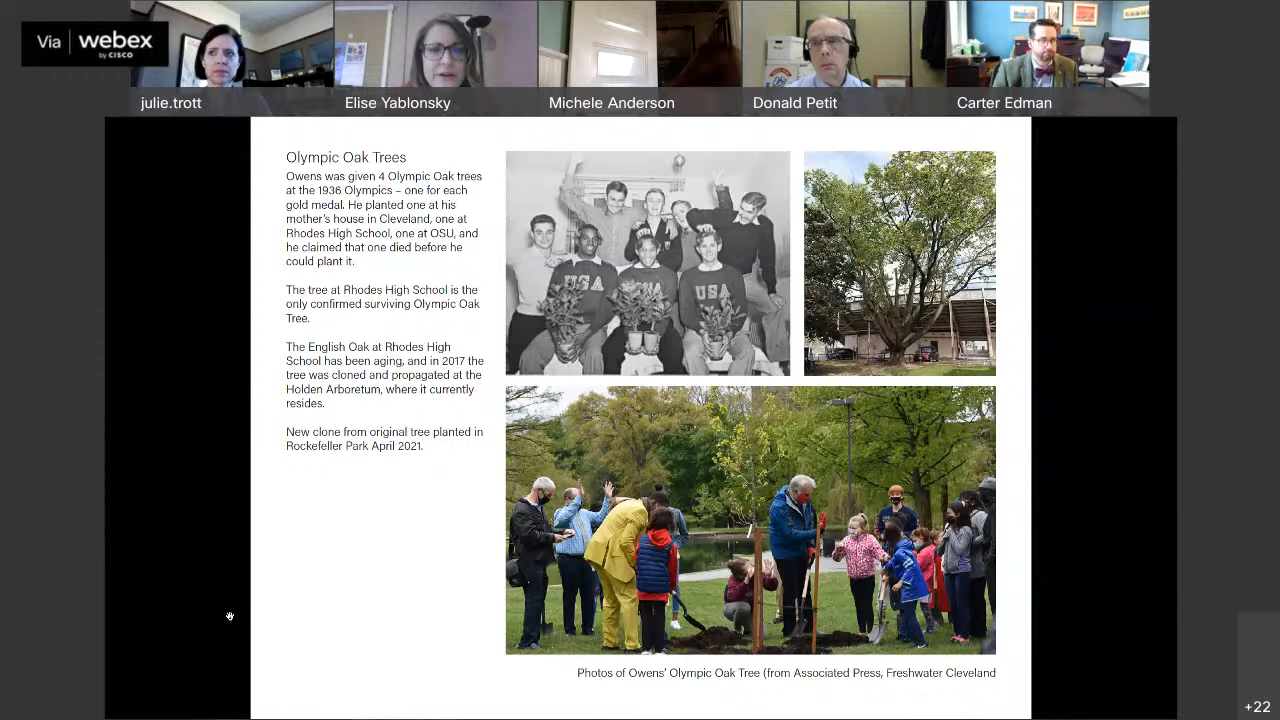 Via webex
by CISCO
julie.trott
Elise Yablonsky
Michele Anderson
Donald Petit
Carter Edman
Olympic Oak Trees
Owens was given 4 Olympic Oak trees
at the 1936 Olympics – one for each
gold medal. He planted one at his
mother's house in Cleveland, one at
Rhodes High School, one at OSU, and
he claimed that one died before he
could plant it.
The tree at Rhodes High School is the
only confirmed surviving Olympic Oak
Tree.
The English Oak at Rhodes High
School has been aging, and in 2017 the
tree was cloned and propagated at the
Holden Arboretum, where it currently
resides.
New clone from original tree planted in
Rockefeller Park April 2021.
USA
USA
Photos of Owens' Olympic Oak Tree (from Associated Press, Freshwater Cleveland
+22